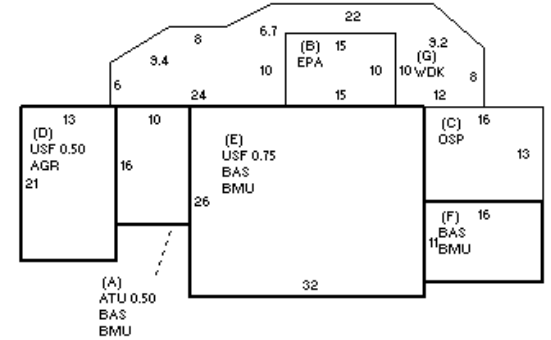 22
8
6.7
9.4
(B)
15
EPA
9.2
(G)
WDK
10
10
10
8
6
24
15
12
13
(D)
USF 0.50
AGR
21
10
16
(E)
USF 0.75
BAS
BMU
26
32
(C)
16
OSP
13
(F)
16
BAS
BMU
11
(A)
ATU 0.50
BAS
BMU